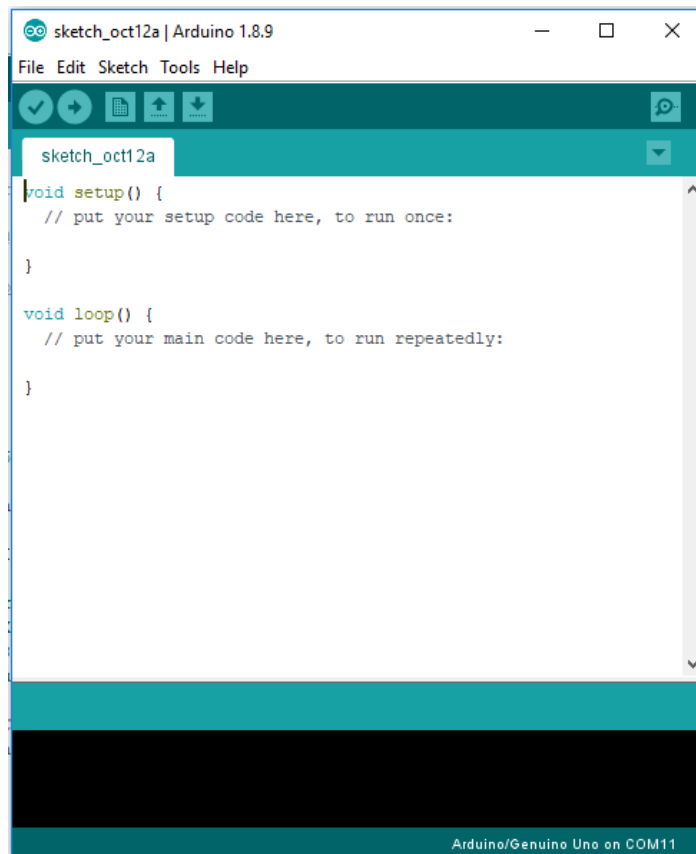 sketch_oct12a | Arduino 1.8.9
File Edit Sketch Tools Help
sketch_oct12a
void setup() {
  // put your setup code here, to run once:
}
void loop() {
  // put your main code here, to run repeatedly:
}
Arduino/Genuino Uno on COM11